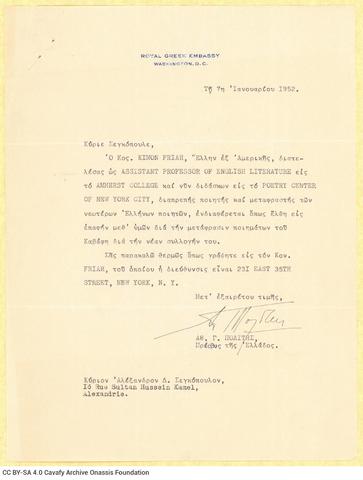 ROYAL GREEK EMBASSY
WASHINGTON, D.C.
Τῇ 7ῃ Ἰανουαρίου 1952.
Κύριε Σεγκόπουλε,
Ὁ Κος. KIMON FRIAR, Ἕλλην ἐξ Ἀμερικῆς, διατε-
λέσας ὡς ASSISTANT PROFESSOR OF ENGLISH LITERATURE εἰς
τό AMHERST COLLEGE καί νῦν διδάσκων εἰς τό POETRY CENTER
OF NEW YORK CITY, διαπρεπής ποιητής καί μεταφραστής τῶν
νεωτέρων Ἑλλήνων ποιητῶν, ἐνδιαφέρεται ὅπως ἔλθῃ εἰς
ἐπαφήν μεθ' ὑμῶν διά τήν μετάφρασιν ποιημάτων τοῦ
Καβάφη διά τήν νέαν συλλογήν του.
Σᾶς παρακαλῶ θερμῶς ὅπως γράψητε εἰς τόν Κον.
FRIAR, τοῦ ὁποίου ἡ διεύθυνσις εἶναι 231 EAST 35TH
STREET, NEW YORK, N. Y.
Μετ' ἐξαιρέτου τιμῆς,
ΑΘ. Γ. ΠΟΛΙΤΗΣ,
Πρέσβυς τῆς Ἑλλάδος.
Κύριον Ἀλέξανδρον Δ. Σεγκόπουλον,
10 Rue Sultan Hussein Kamel,
Alexandrie.
CC BY-SA 4.0 Cavafy Archive Onassis Foundation